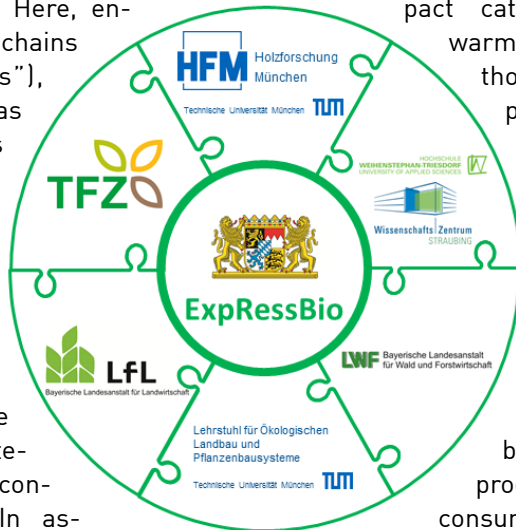 Here, en-
chains
s”),
as
s
e
te-
con-
ln as-
pact cat
warm
tho
p
b
proc
consur
HFM Holzforschung
München
Technische Universität München TUM
HOCHSCHULE
WEIHENSTEPHAN-TRIESDORF
UNIVERSITY OF APPLIED SCIENCES
Wissenschafts Zentrum
STRAUBING
LWF Bayerische Landesanstalt
für Wald und Forstwirtschaft
Lehrstuhl für Ökologischen
Landbau und
Pflanzenbausysteme
Technische Universität München TUM
LfL
Bayerische Landesanstalt für Landwirtschaft
TFZ
ExpRessBio